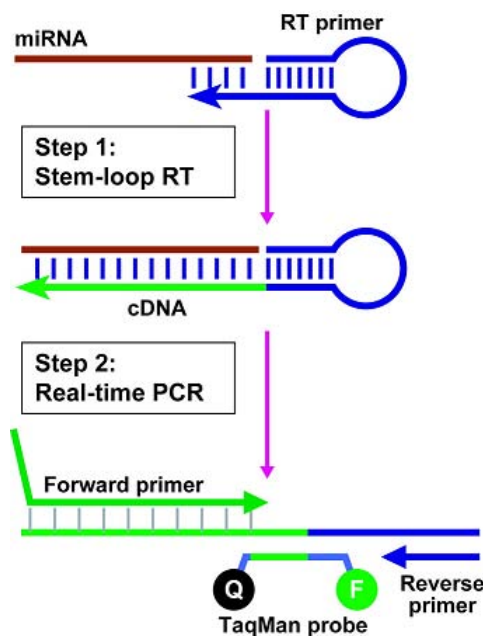 miRNA
RT primer
Step 1:
Stem-loop RT
cDNA
Step 2:
Real-time PCR
Forward primer
Q
F
Reverse
primer
TaqMan probe